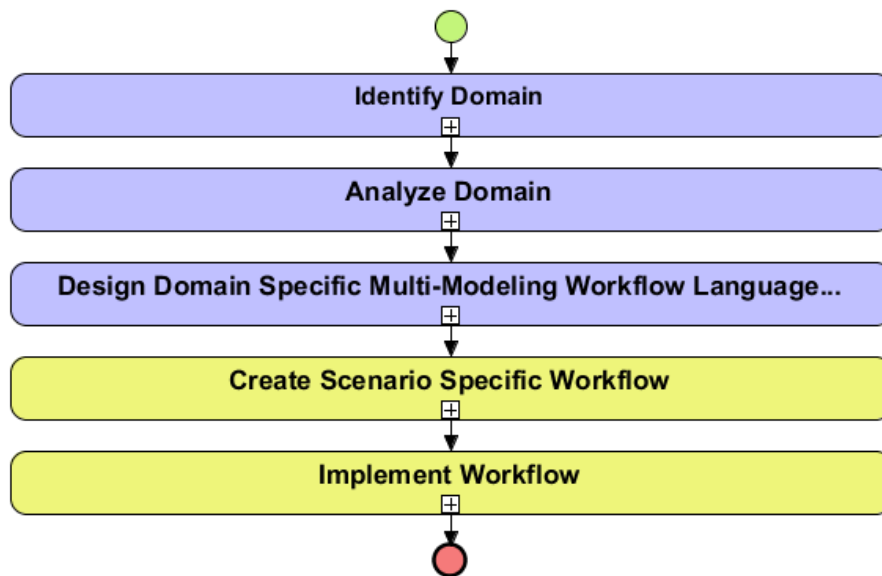 Identify Domain
Analyze Domain
Design Domain Specific Multi-Modeling Workflow Language...
Create Scenario Specific Workflow
Implement Workflow